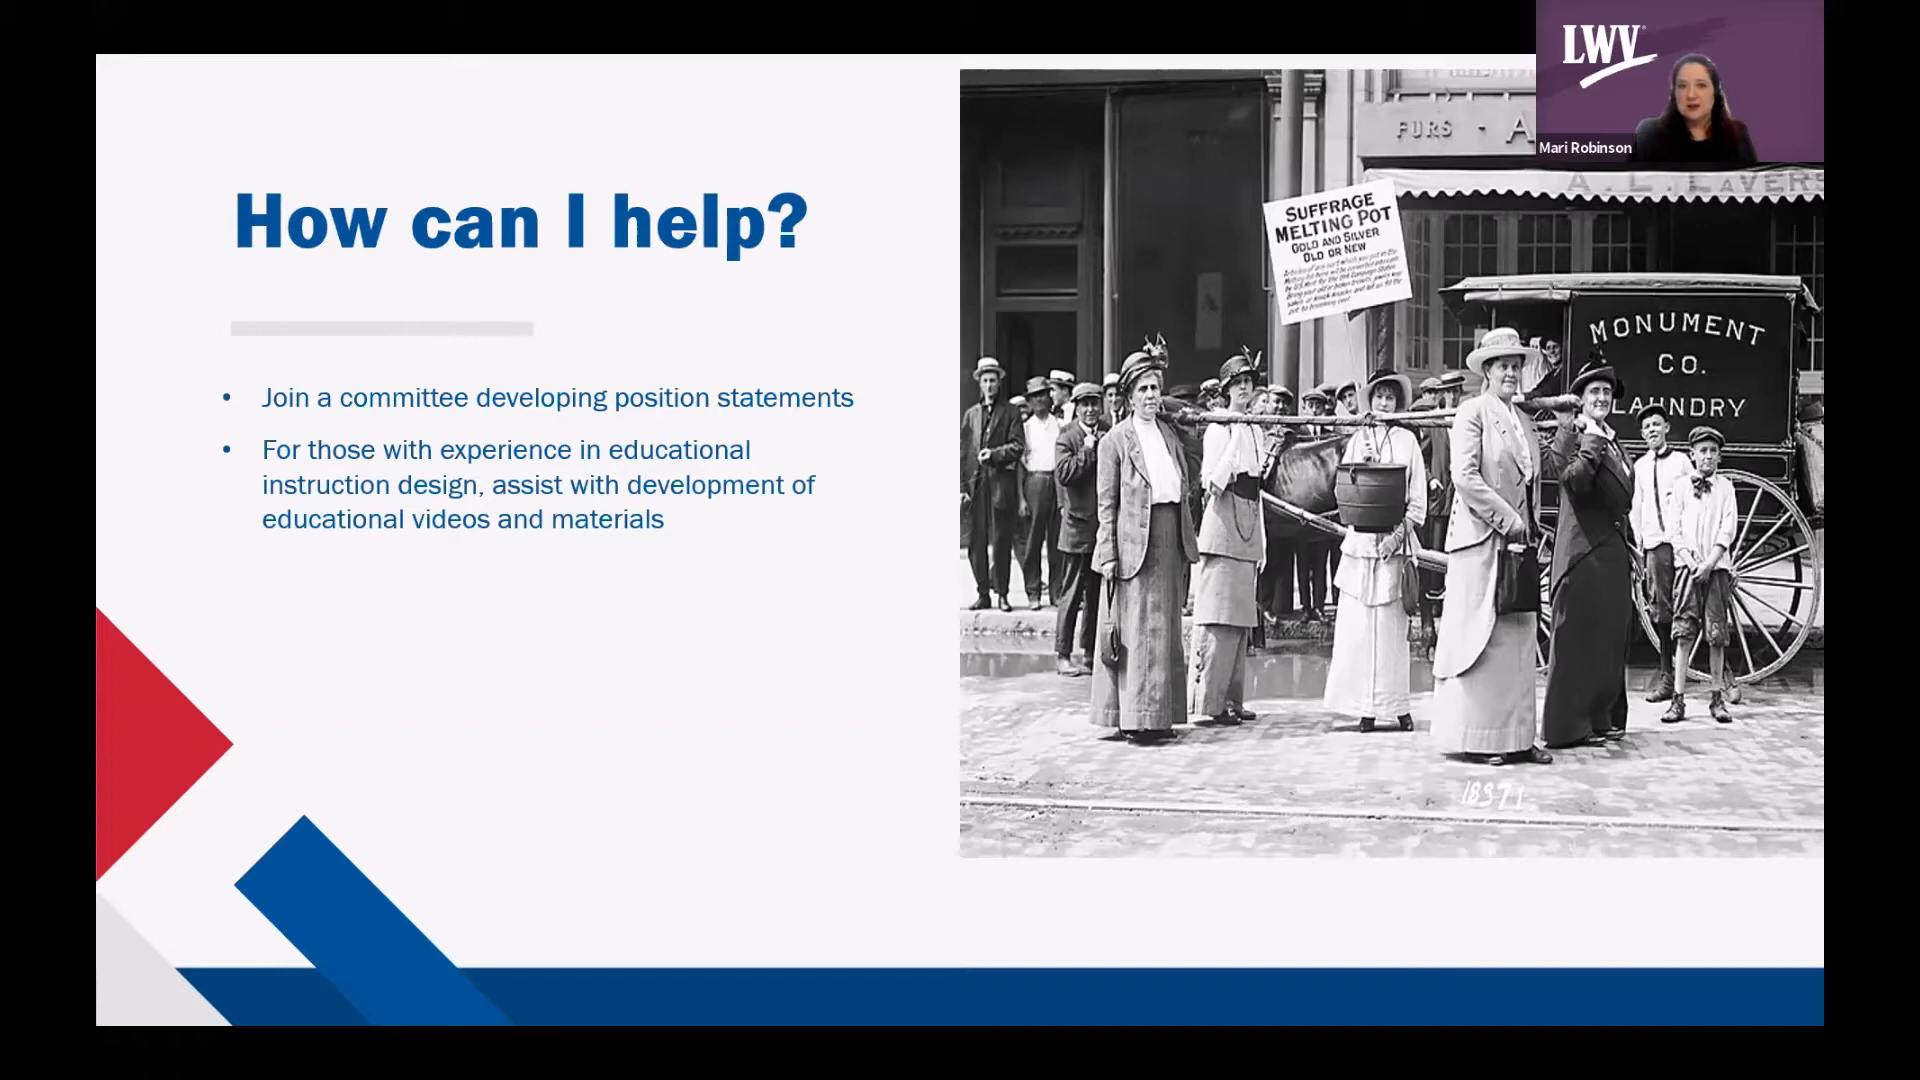 LWV
Mari Robinson
How can I help?
• Join a committee developing position statements
• For those with experience in educational
instruction design, assist with development of
educational videos and materials
FURS - A
SUFFRAGE
MELTING POT
GOLD AND SILVER
OLD OR NEW
MONUMENT
CO.
LAUNDRY
18371